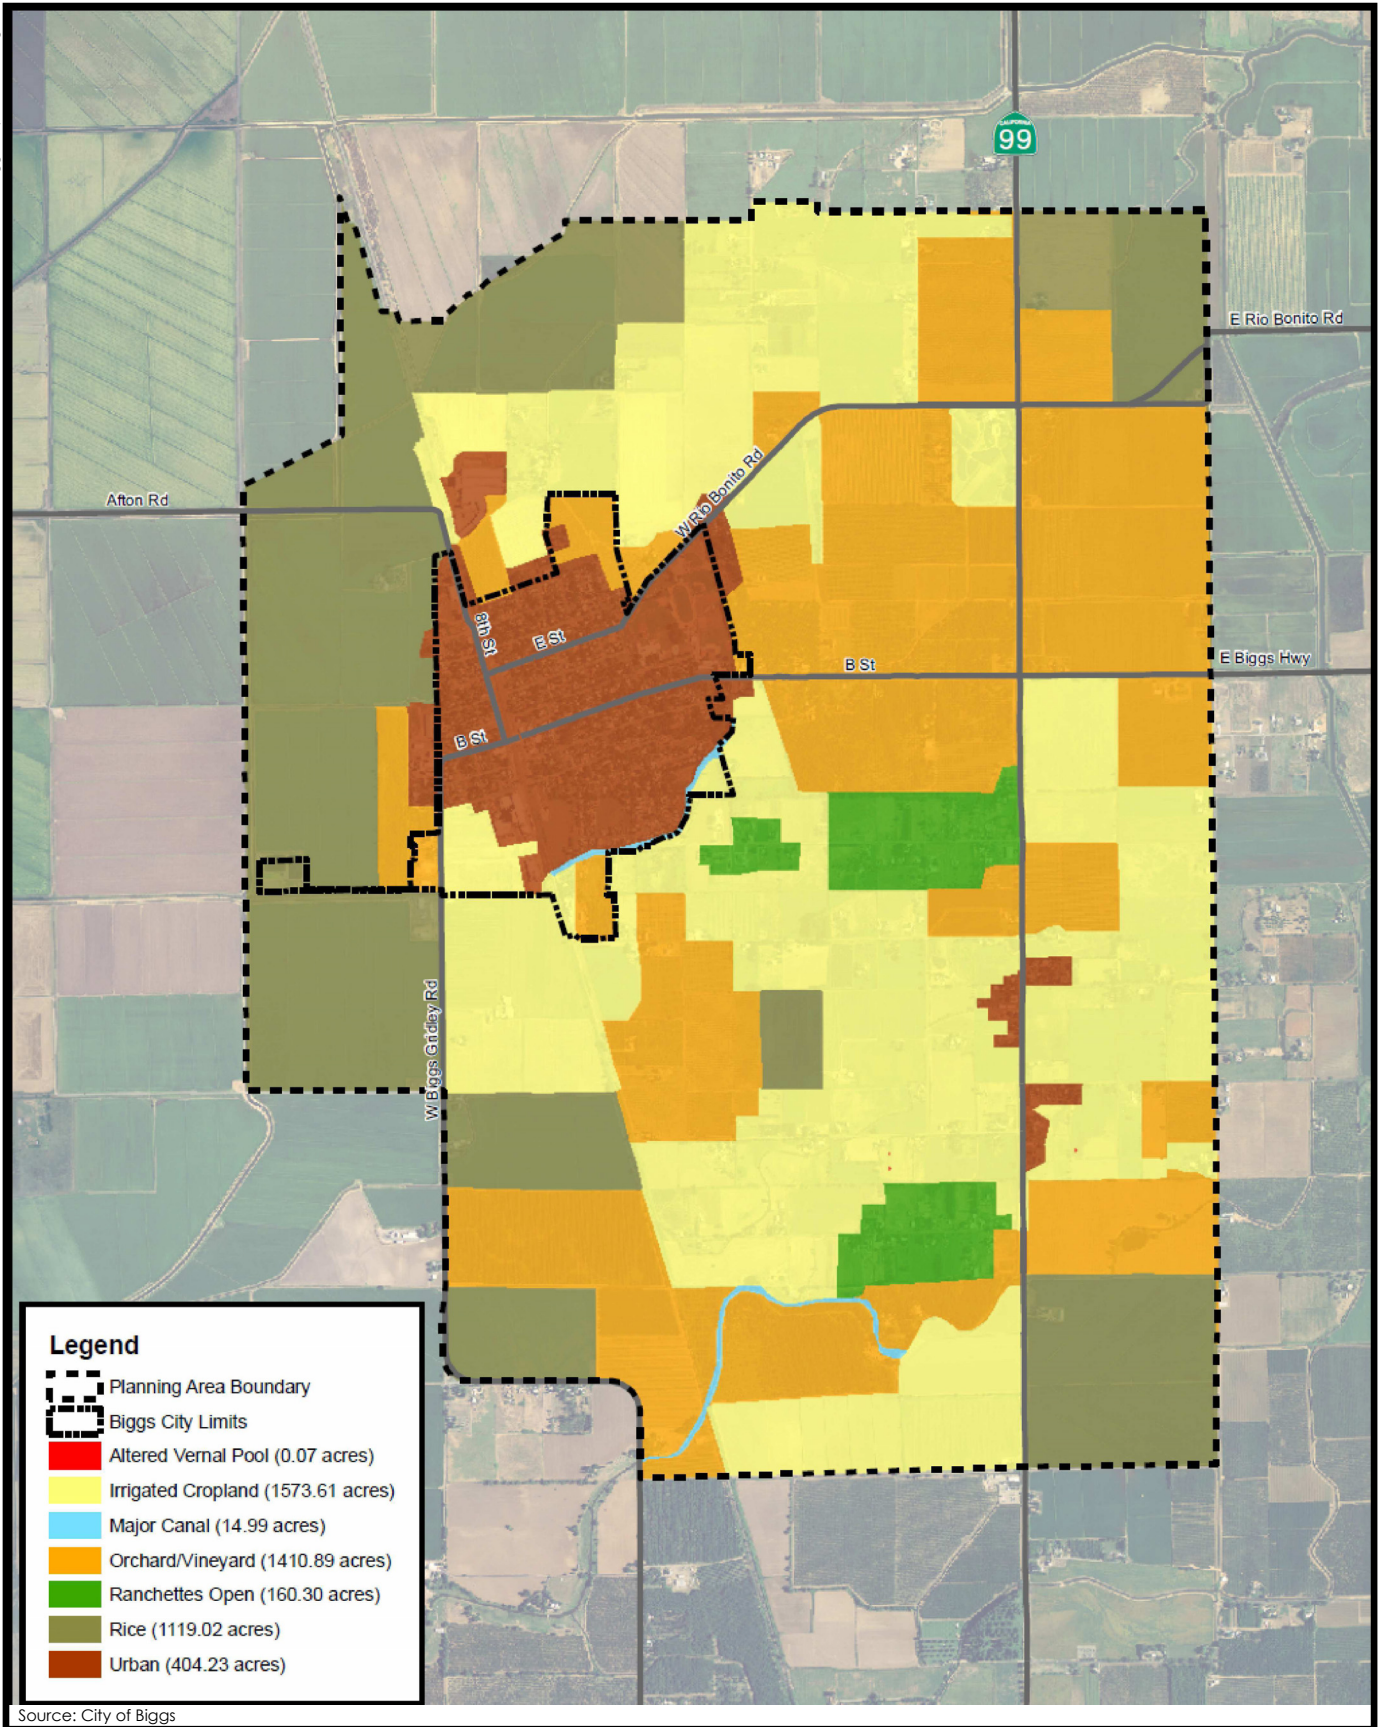 CALIFORNIA
99
E Rio Bonito Rd
W Rio Bonito Rd
Afton Rd
8th St
E St
B St
E Biggs Hwy
B St
W Biggs Gridley Rd
Legend
Planning Area Boundary
Biggs City Limits
Altered Vernal Pool (0.07 acres)
Irrigated Cropland (1573.61 acres)
Major Canal (14.99 acres)
Orchard/Vineyard (1410.89 acres)
Ranchettes Open (160.30 acres)
Rice (1119.02 acres)
Urban (404.23 acres)
Source: City of Biggs